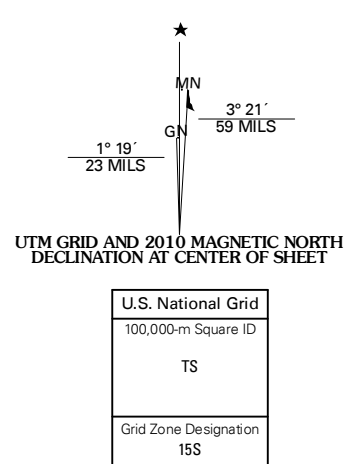 ★
MN
3° 21´
59 MILS
GN
1° 19´
23 MILS
UTM GRID AND 2010 MAGNETIC NORTH
DECLINATION AT CENTER OF SHEET
U.S. National Grid
100,000-m Square ID
TS
Grid Zone Designation
15S